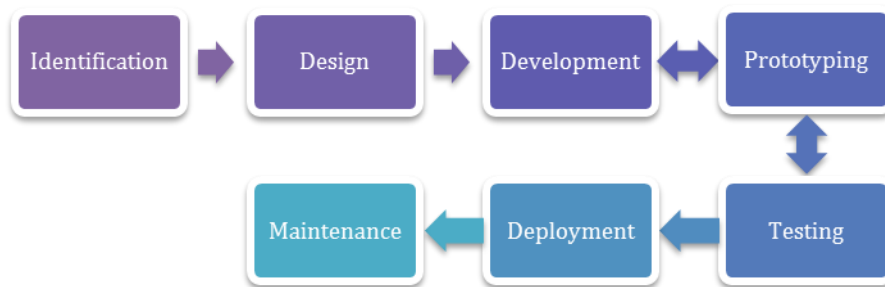 Identification
Design
Development
Prototyping
Testing
Deployment
Maintenance